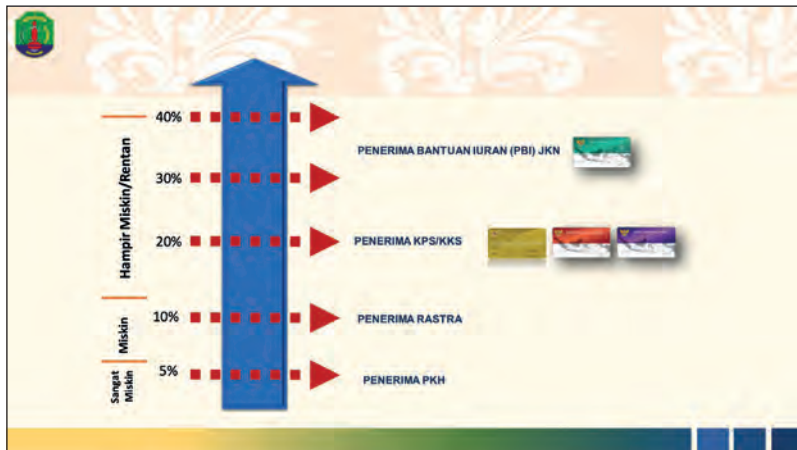 40%
PENERIMA BANTUAN IURAN (PBI) JKN
30%
Hampir Miskin/Rentan
20%
PENERIMA KPS/KKS
Miskin
10%
PENERIMA RASTRA
Sangat
Miskin
5%
PENERIMA PKH